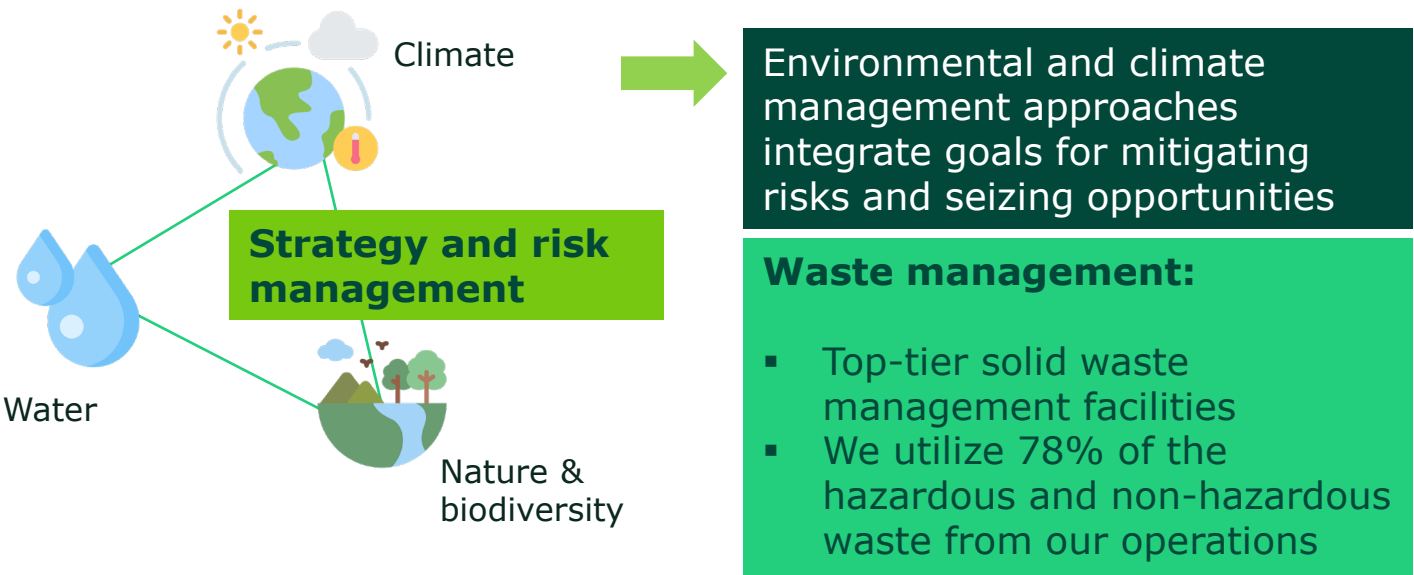 Climate
Strategy and risk
management
Water
Nature &
biodiversity
Environmental and climate
management approaches
integrate goals for mitigating
risks and seizing opportunities
Waste management:
▪ Top-tier solid waste
management facilities
▪ We utilize 78% of the
hazardous and non-hazardous
waste from our operations